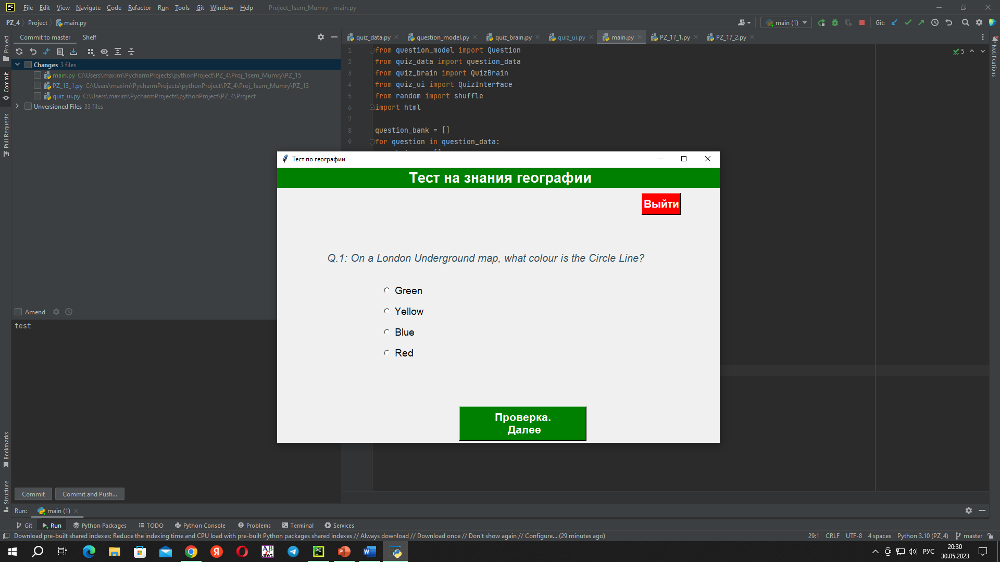 PC File Edit View Navigate Code Refactor Run Tools Git Window Help Project_1sem_Mumry - main.py
PZ_4 Project main.py main (1) Git:
Commit to master Shelf
quiz_data.py question_model.py quiz_brain.py quiz_ui.py main.py PZ_17_1.py PZ_17_2.py
Project
Commit
Pull Requests
Bookmarks
Structure
Notifications
Changes 3 files
main.py C:\Users\maxim\PycharmProjects\pythonProject\PZ_4\Proj_1sem_Mumry\PZ_15
PZ_13_1.py C:\Users\maxim\PycharmProjects\pythonProject\PZ_4\Proj_1sem_Mumry\PZ_13
quiz_ui.py C:\Users\maxim\PycharmProjects\pythonProject\PZ_4\Project
Unversioned Files 33 files
Amend
test
Commit Commit and Push...
1 from question_model import Question
2 from quiz_data import question_data
3 from quiz_brain import QuizBrain
4 from quiz_ui import QuizInterface
5 from random import shuffle
6 import html
7
8 question_bank = []
9 for question in question_data:
5
Тест по географии
Тест на знания географии
Выйти
Q.1: On a London Underground map, what colour is the Circle Line?
Green
Yellow
Blue
Red
Проверка.
Далее
Run: main (1)
Git Run Python Packages TODO Python Console Problems Terminal Services
Download pre-built shared indexes: Reduce the indexing time and CPU load with pre-built Python packages shared indexes // Always download // Download once // Don't show again // Configure... (29 minutes ago) 29:1 CRLF UTF-8 4 spaces Python 3.10 (PZ_4) master
РУС 20:30
30.05.2023